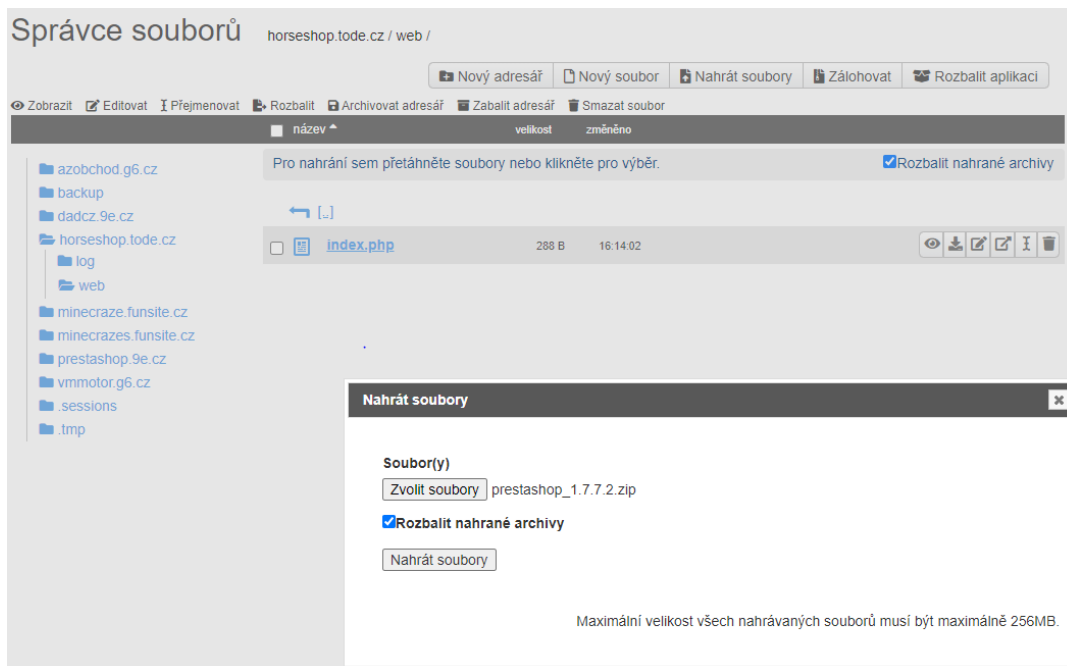 Správce souborů horseshop.tode.cz / web /
Nový adresář Nový soubor Nahrát soubory Zálohovat Rozbalit aplikaci
Zobrazit Editovat Přejmenovat Rozbalit Archivovat adresář Zabalit adresář Smazat soubor
název velikost změněno
Pro nahrání sem přetáhněte soubory nebo klikněte pro výběr. Rozbalit nahrané archivy
azobchod.g6.cz
backup
dadcz.9e.cz
horseshop.tode.cz
log
web
minecraze.funsite.cz
minecrazes.funsite.cz
prestashop.9e.cz
vmmotor.g6.cz
.sessions
.tmp
[..]
index.php 288 B 16:14:02
Nahrát soubory
Soubor(y)
Zvolit soubory prestashop_1.7.7.2.zip
Rozbalit nahrané archivy
Nahrát soubory
Maximální velikost všech nahrávaných souborů musí být maximálně 256MB.